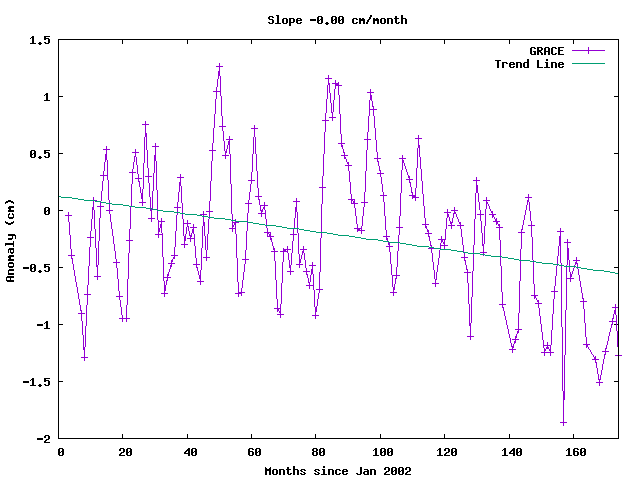 Slope -0.00 cm/month
GRACE
Trend Line
1.5
1
0.5
0
-0.5
-1
-1.5
-2
Anomaly (cm)
0 20 40 60 80 100 120 140 160
Months since Jan 2002